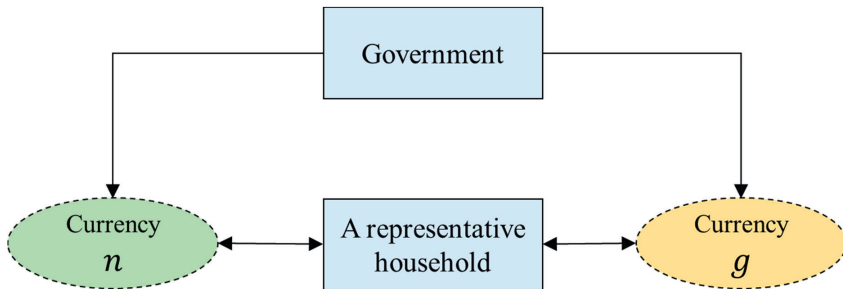 Government
Currency
n
A representative
household
Currency
g